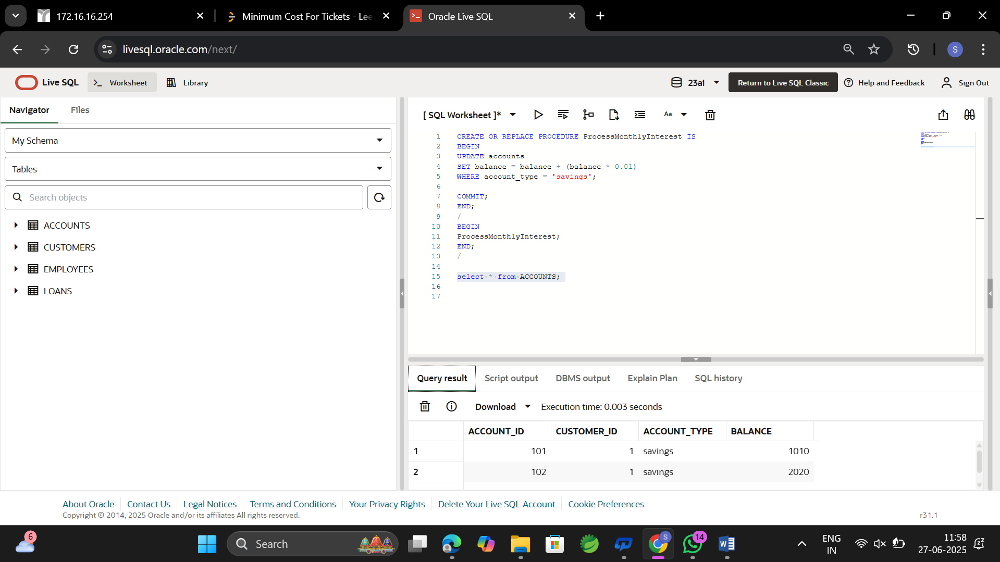 172.16.16.254
Minimum Cost For Tickets - Lee
Oracle Live SQL
livesql.oracle.com/next/
S
Live SQL
Worksheet
Library
23ai
Return to Live SQL Classic
Help and Feedback
Sign Out
Navigator
Files
My Schema
Tables
Search objects
ACCOUNTS
CUSTOMERS
EMPLOYEES
LOANS
[ SQL Worksheet ]*
Aa
1 CREATE OR REPLACE PROCEDURE ProcessMonthlyInterest IS
2 BEGIN
3 UPDATE accounts
4 SET balance = balance + (balance * 0.01)
5 WHERE account_type = 'savings';
6
7 COMMIT;
8 END;
9 /
10 BEGIN
11 ProcessMonthlyInterest;
12 END;
13 /
14
15 select * from ACCOUNTS;
16
17
Query result
Script output
DBMS output
Explain Plan
SQL history
Download
Execution time: 0.003 seconds
ACCOUNT_ID CUSTOMER_ID ACCOUNT_TYPE BALANCE
1 101 1 savings 1010
2 102 1 savings 2020
About Oracle
Contact Us
Legal Notices
Terms and Conditions
Your Privacy Rights
Delete Your Live SQL Account
Cookie Preferences
Copyright © 2014, 2025 Oracle and/or its affiliates All rights reserved.
r31.1
6
Search
S
14
W
ENG
IN
11:58
27-06-2025